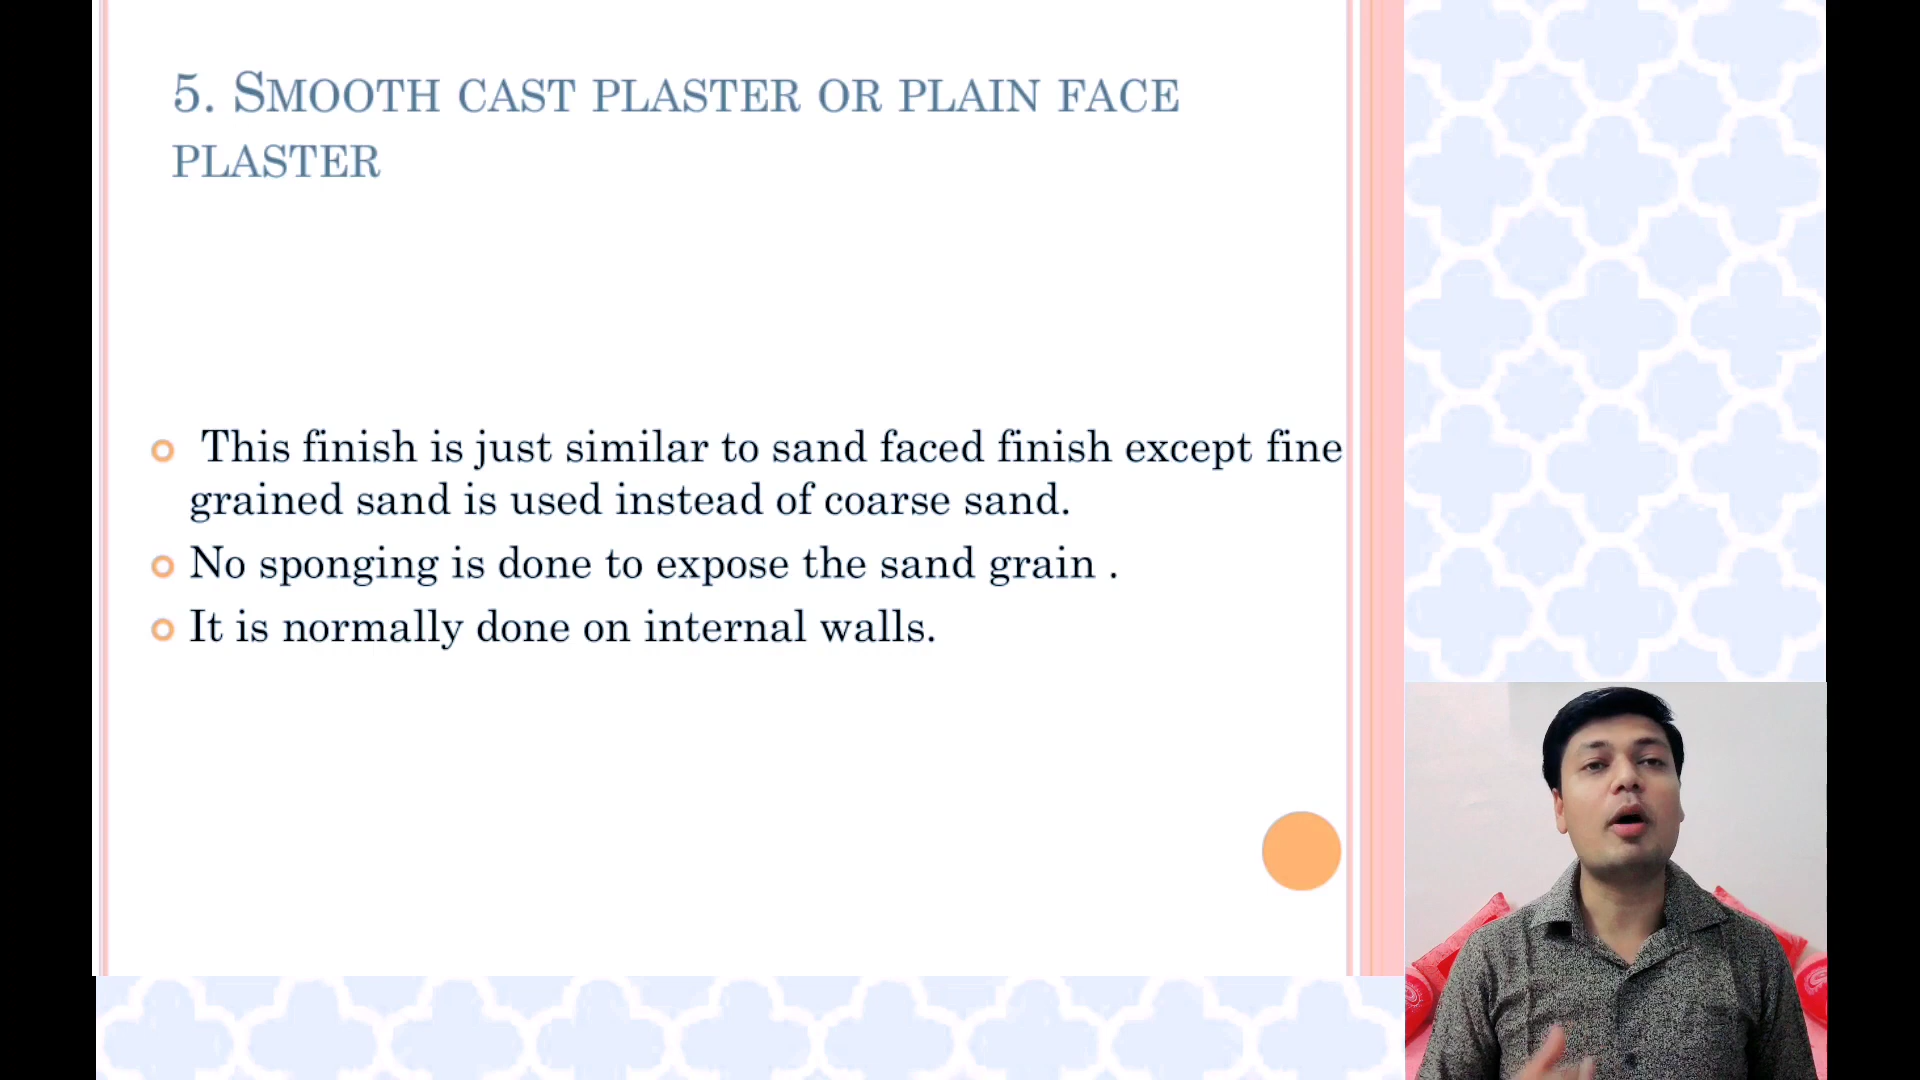 5. SMOOTH CAST PLASTER OR PLAIN FACE
PLASTER
This finish is just similar to sand faced finish except fine
grained sand is used instead of coarse sand.
No sponging is done to expose the sand grain .
It is normally done on internal walls.